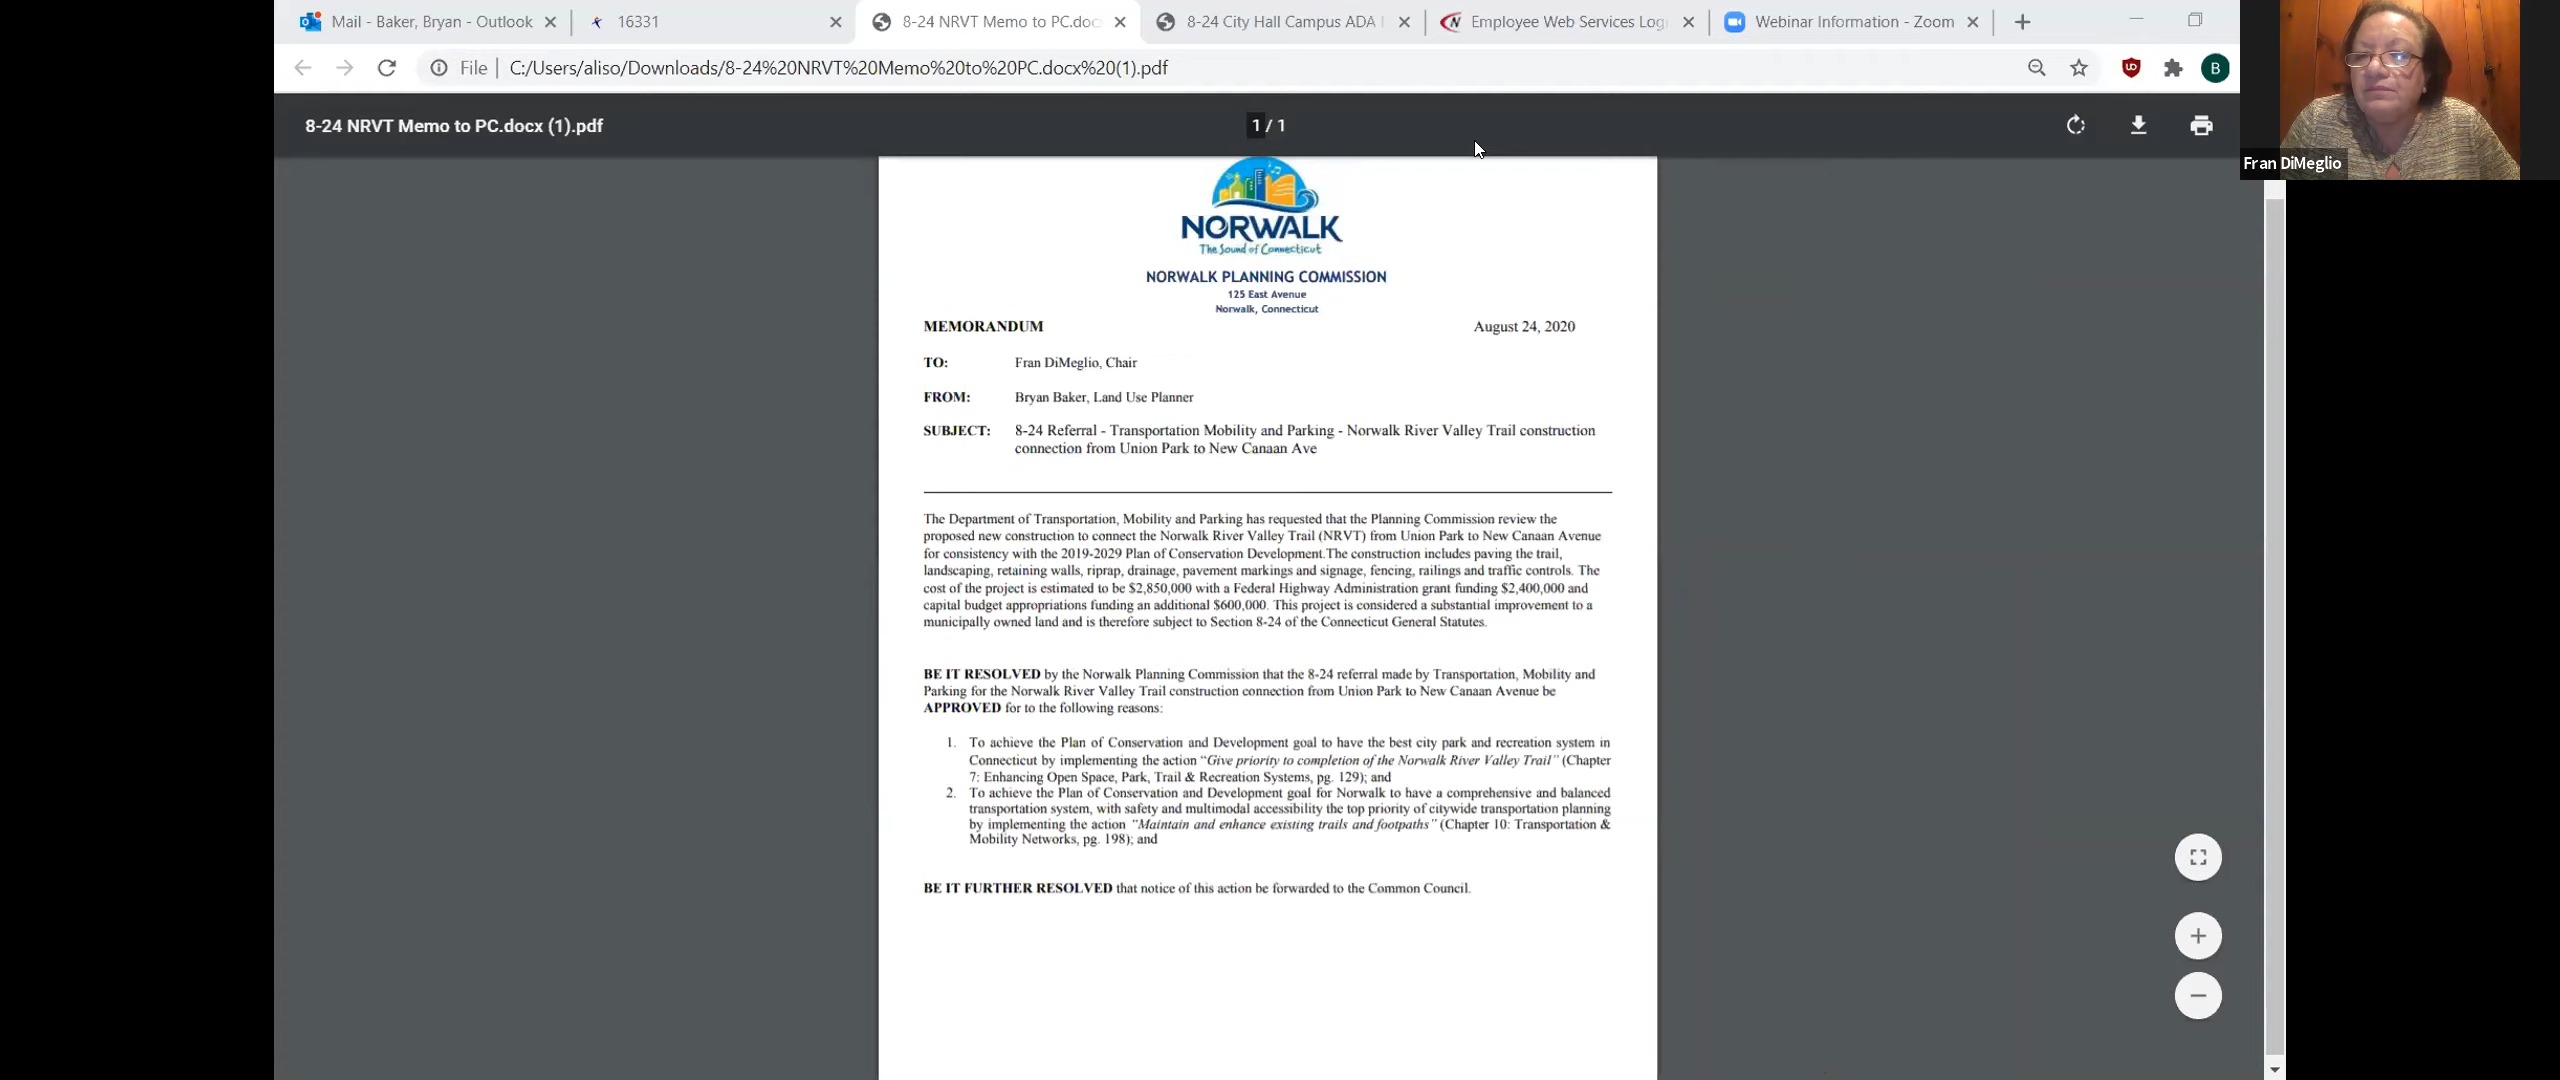 Mail - Baker, Bryan - Outlook
16331
8-24 NRVT Memo to PC.doc
8-24 City Hall Campus ADA
Employee Web Services Log
Webinar Information - Zoom
File
C:/Users/aliso/Downloads/8-24%20NRVT%20Memo%20to%20PC.docx%20(1).pdf
B
8-24 NRVT Memo to PC.docx (1).pdf
1 / 1
Fran DiMeglio
NORWALK
The Sound of Connecticut
NORWALK PLANNING COMMISSION
125 East Avenue
Norwalk, Connecticut
MEMORANDUM August 24, 2020
TO: Fran DiMeglio, Chair
FROM: Bryan Baker, Land Use Planner
SUBJECT: 8-24 Referral - Transportation Mobility and Parking - Norwalk River Valley Trail construction
connection from Union Park to New Canaan Ave
The Department of Transportation, Mobility and Parking has requested that the Planning Commission review the
proposed new construction to connect the Norwalk River Valley Trail (NRVT) from Union Park to New Canaan Avenue
for consistency with the 2019-2029 Plan of Conservation Development.The construction includes paving the trail,
landscaping, retaining walls, riprap, drainage, pavement markings and signage, fencing, railings and traffic controls. The
cost of the project is estimated to be $2,850,000 with a Federal Highway Administration grant funding $2,400,000 and
capital budget appropriations funding an additional $600,000. This project is considered a substantial improvement to a
municipally owned land and is therefore subject to Section 8-24 of the Connecticut General Statutes.
BE IT RESOLVED by the Norwalk Planning Commission that the 8-24 referral made by Transportation, Mobility and
Parking for the Norwalk River Valley Trail construction connection from Union Park to New Canaan Avenue be
APPROVED for to the following reasons:
1. To achieve the Plan of Conservation and Development goal to have the best city park and recreation system in
Connecticut by implementing the action "Give priority to completion of the Norwalk River Valley Trail" (Chapter
7: Enhancing Open Space, Park, Trail & Recreation Systems, pg. 129); and
2. To achieve the Plan of Conservation and Development goal for Norwalk to have a comprehensive and balanced
transportation system, with safety and multimodal accessibility the top priority of citywide transportation planning
by implementing the action "Maintain and enhance existing trails and footpaths" (Chapter 10: Transportation &
Mobility Networks, pg. 198); and
BE IT FURTHER RESOLVED that notice of this action be forwarded to the Common Council.